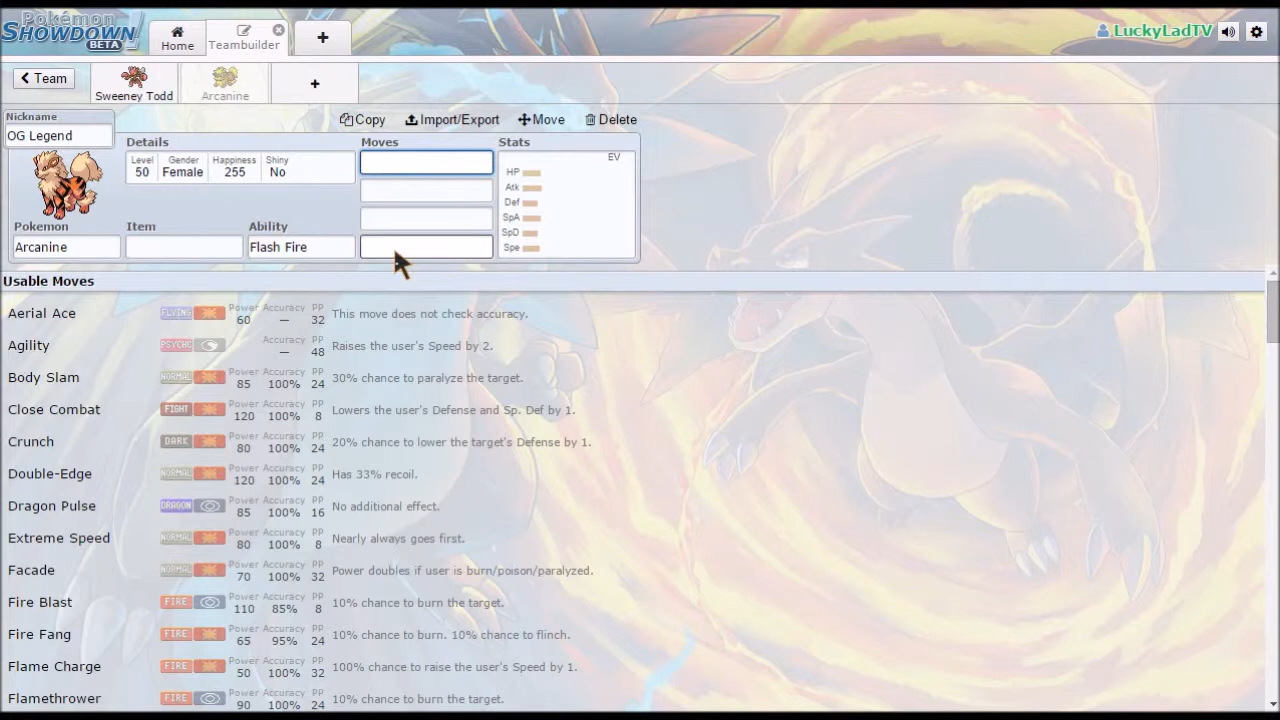 Pokémon
SHOWDOWN
BETA
Home
Teambuilder
+
LuckyLadTV
Team
Sweeney Todd
Arcanine
+
Nickname
OG Legend
Copy Import/Export Move Delete
Details Moves Stats
Level Gender Happiness Shiny
50 Female 255 No
EV
HP
Atk
Def
SpA
SpD
Spe
Pokemon Item Ability
Arcanine Flash Fire
Usable Moves
Aerial Ace FLYING Power 60 Accuracy — PP 32 This move does not check accuracy.
Agility PSYCHC Accuracy — PP 48 Raises the user's Speed by 2.
Body Slam NORMAL Power 85 Accuracy 100% PP 24 30% chance to paralyze the target.
Close Combat FIGHT Power 120 Accuracy 100% PP 8 Lowers the user's Defense and Sp. Def by 1.
Crunch DARK Power 80 Accuracy 100% PP 24 20% chance to lower the target's Defense by 1.
Double-Edge NORMAL Power 120 Accuracy 100% PP 24 Has 33% recoil.
Dragon Pulse DRAGON Power 85 Accuracy 100% PP 16 No additional effect.
Extreme Speed NORMAL Power 80 Accuracy 100% PP 8 Nearly always goes first.
Facade NORMAL Power 70 Accuracy 100% PP 32 Power doubles if user is burn/poison/paralyzed.
Fire Blast FIRE Power 110 Accuracy 85% PP 8 10% chance to burn the target.
Fire Fang FIRE Power 65 Accuracy 95% PP 24 10% chance to burn. 10% chance to flinch.
Flame Charge FIRE Power 50 Accuracy 100% PP 32 100% chance to raise the user's Speed by 1.
Flamethrower FIRE Power 90 Accuracy 100% PP 24 10% chance to burn the target.